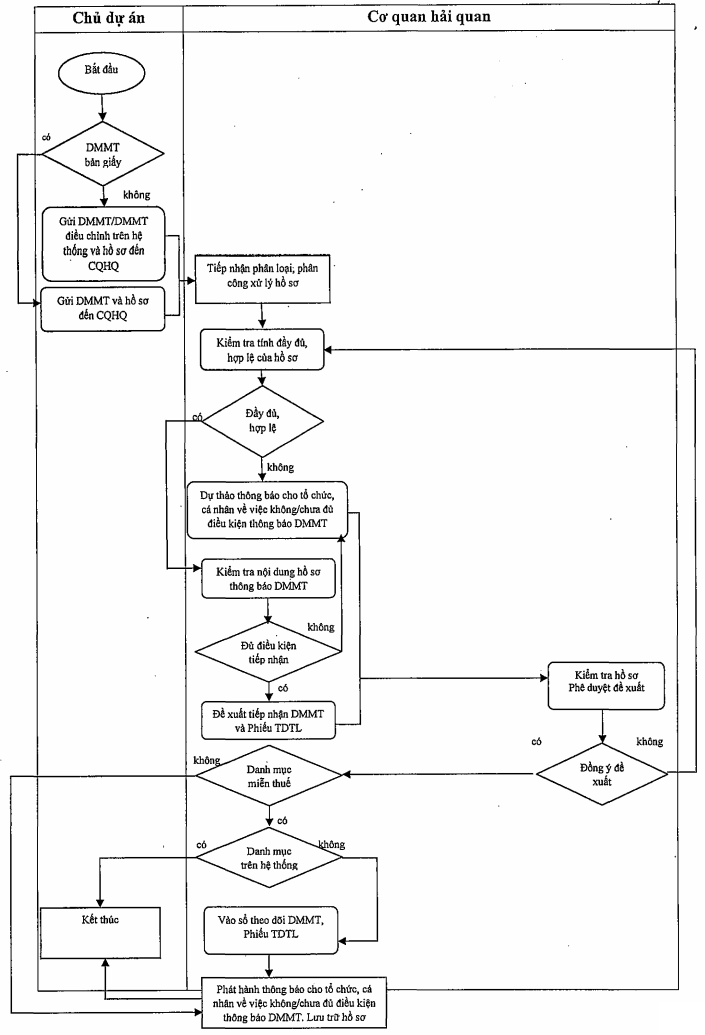 Chủ dự án
Cơ quan hải quan
Bắt đầu
có
DMMT
bản giấy
không
Gửi DMMT/DMMT
điều chỉnh trên hệ
thống và hồ sơ đến
CQHQ
Gửi DMMT và hồ sơ
đến CQHQ
Tiếp nhận phân loại, phân
công xử lý hồ sơ
Kiểm tra tính đầy đủ,
hợp lệ của hồ sơ
có
Đầy đủ,
hợp lệ
không
Dự thảo thông báo cho tổ chức,
cá nhân về việc không/chưa đủ
điều kiện thông báo DMMT
Kiểm tra nội dung hồ sơ
thông báo DMMT
không
Đủ điều kiện
tiếp nhận
có
Đề xuất tiếp nhận DMMT
và Phiếu TDTL
Kiểm tra hồ sơ
Phê duyệt đề xuất
có
không
Đồng ý đề
xuất
không
Danh mục
miễn thuế
có
có
không
Danh mục
trên hệ thống
Kết thúc
Vào sổ theo dõi DMMT,
Phiếu TDTL
Phát hành thông báo cho tổ chức, cá
nhân về việc không/chưa đủ điều kiện
thông báo DMMT. Lưu trữ hồ sơ